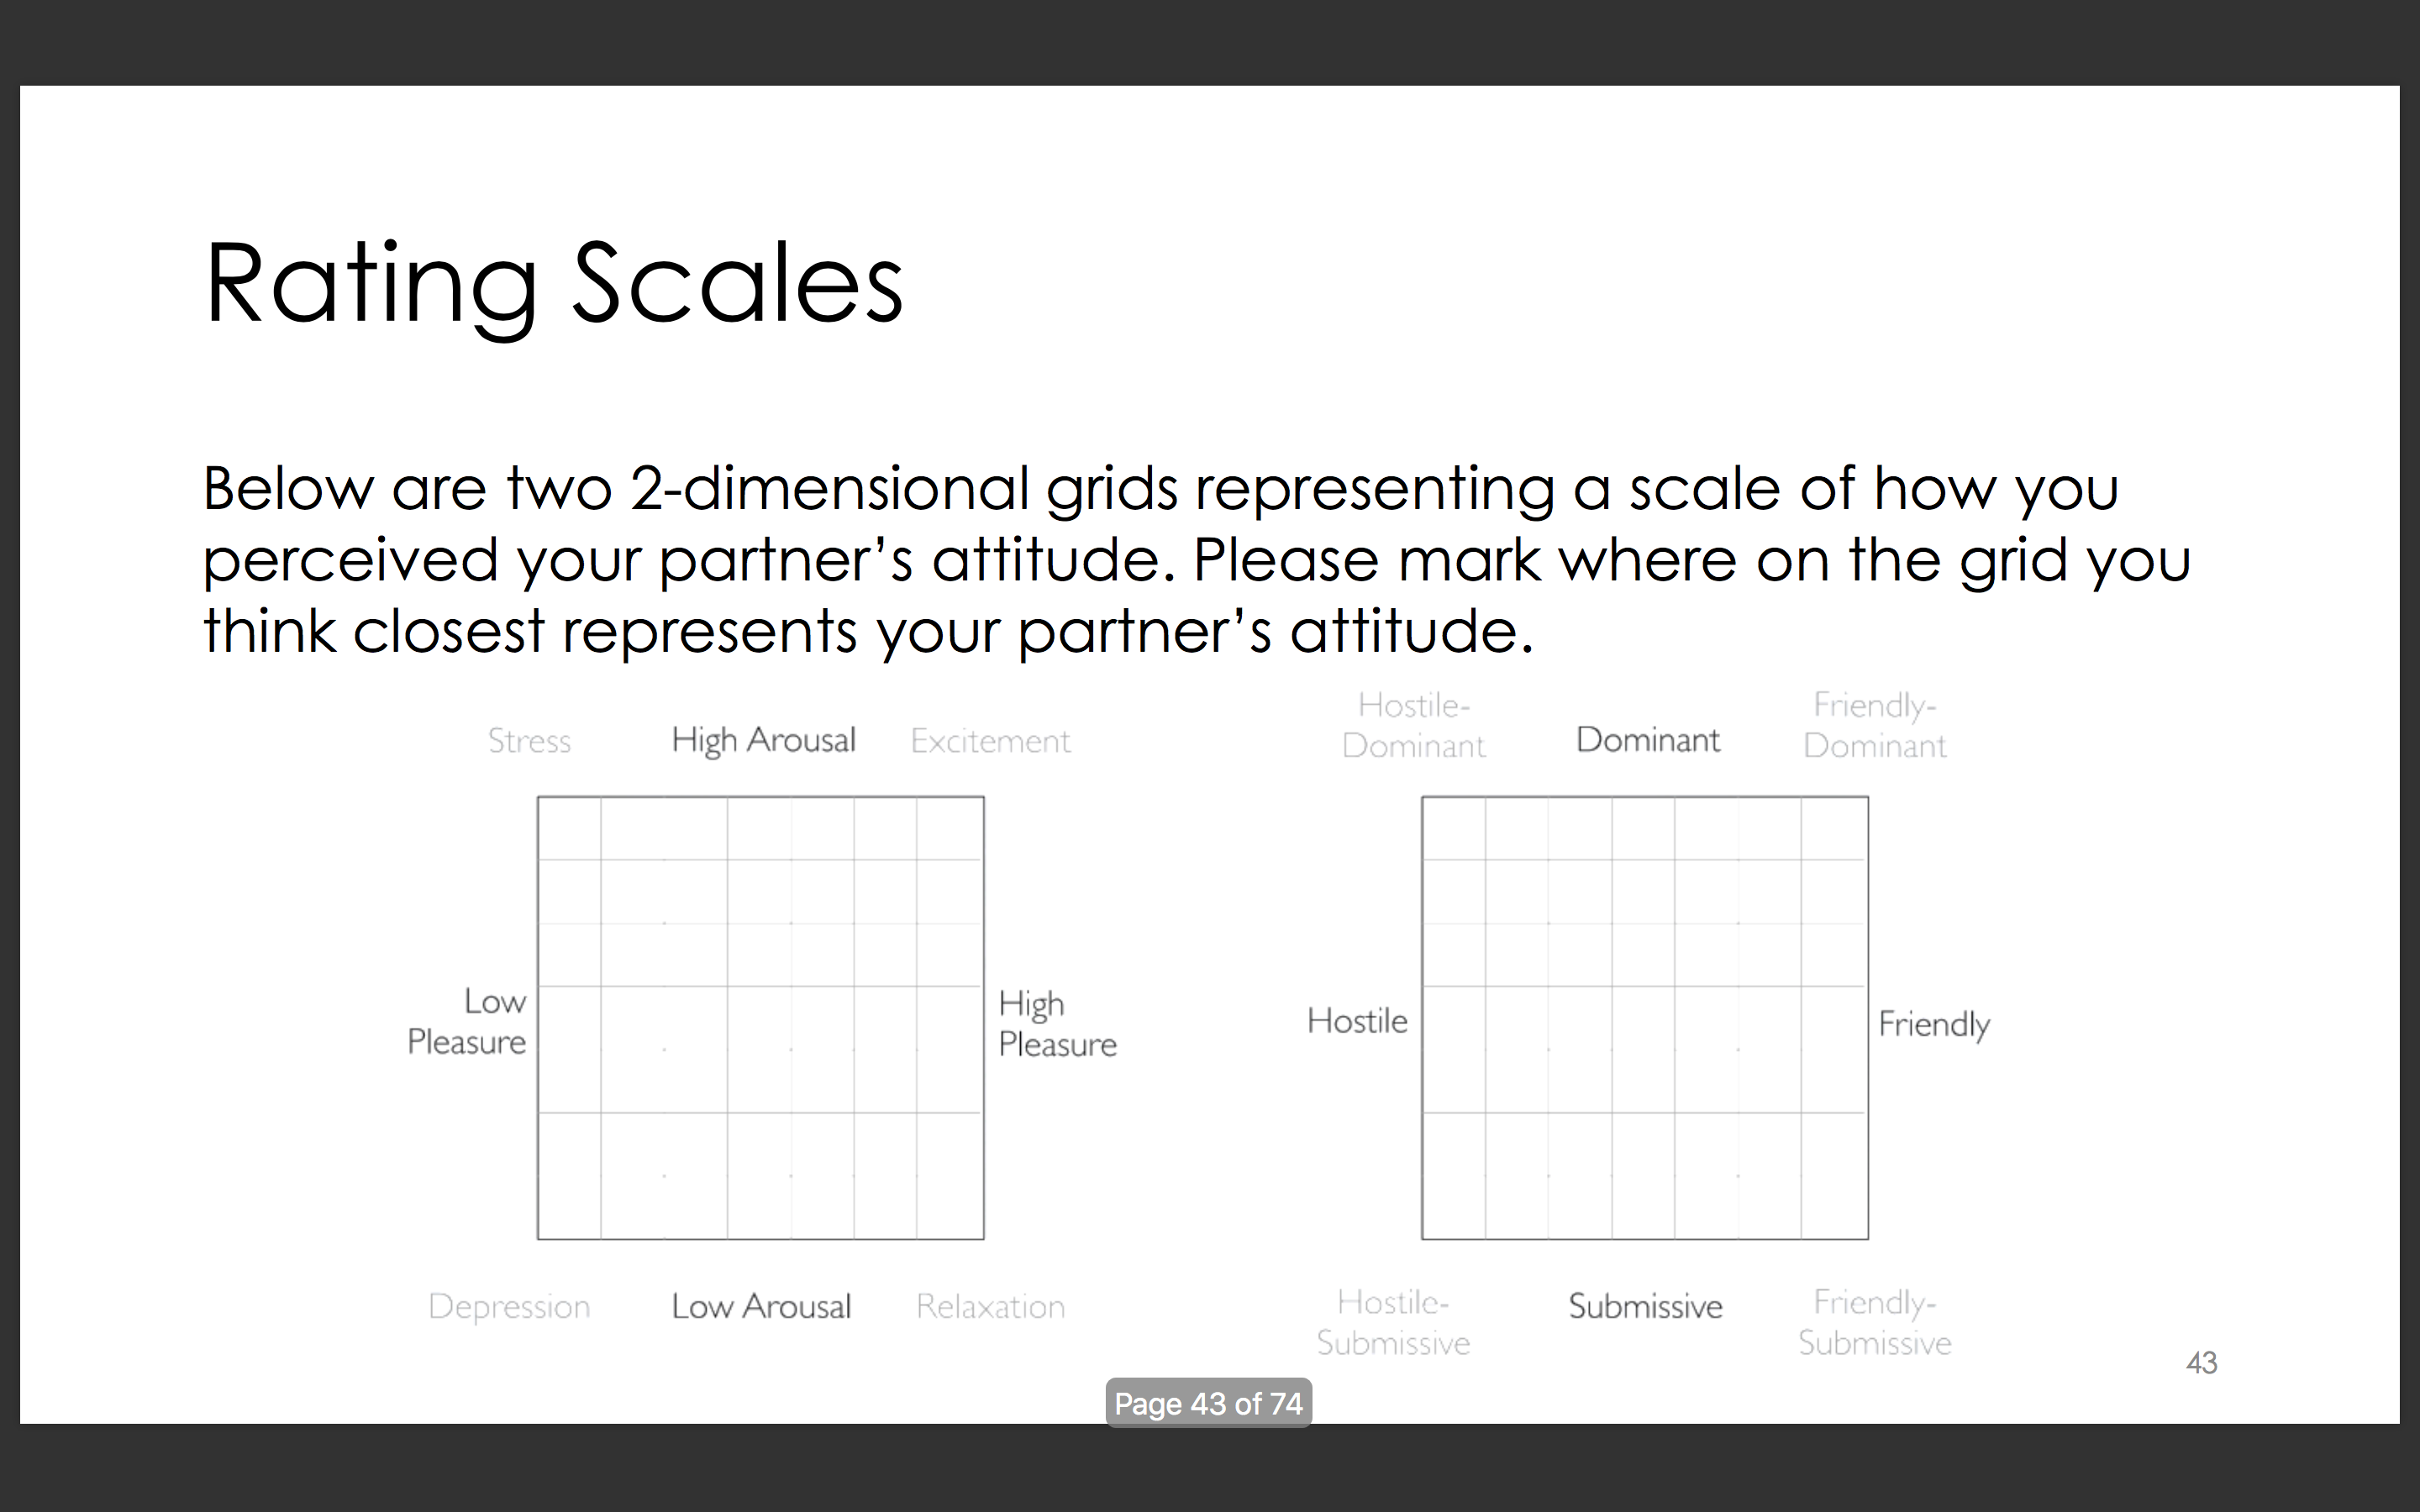 Rating Scales
Below are two 2-dimensional grids representing a scale of how you
perceived your partner’s attitude. Please mark where on the grid you
think closest represents your partner’s attitude.
Stress
High Arousal
Excitement
Low
Pleasure
High
Pleasure
Depression
Low Arousal
Relaxation
Hostile-
Dominant
Dominant
Friendly-
Dominant
Hostile
Friendly
Hostile-
Submissive
Submissive
Friendly-
Submissive
43
Page 43 of 74